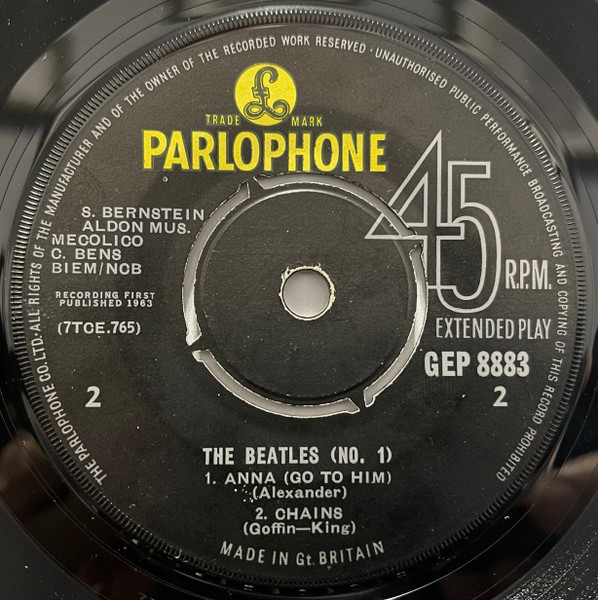 THE PARLOPHONE CO.LTD.·ALL RIGHTS OF THE MANUFACTURER AND OF THE OWNER OF THE RECORDED WORK RESERVED · UNAUTHORISED PUBLIC PERFORMANCE BROADCASTING AND COPYING OF THIS RECORD PROHIBITED
£
TRADE MARK
PARLOPHONE
45
R.P.M.
EXTENDED PLAY
GEP 8883
S. BERNSTEIN
ALDON MUS.
MECOLICO
C. BENS
BIEM/NCB
RECORDING FIRST
PUBLISHED 1963
(7TCE.765)
2
2
THE BEATLES (NO. 1)
1. ANNA (GO TO HIM)
(Alexander)
2. CHAINS
(Goffin—King)
MADE IN Gt. BRITAIN